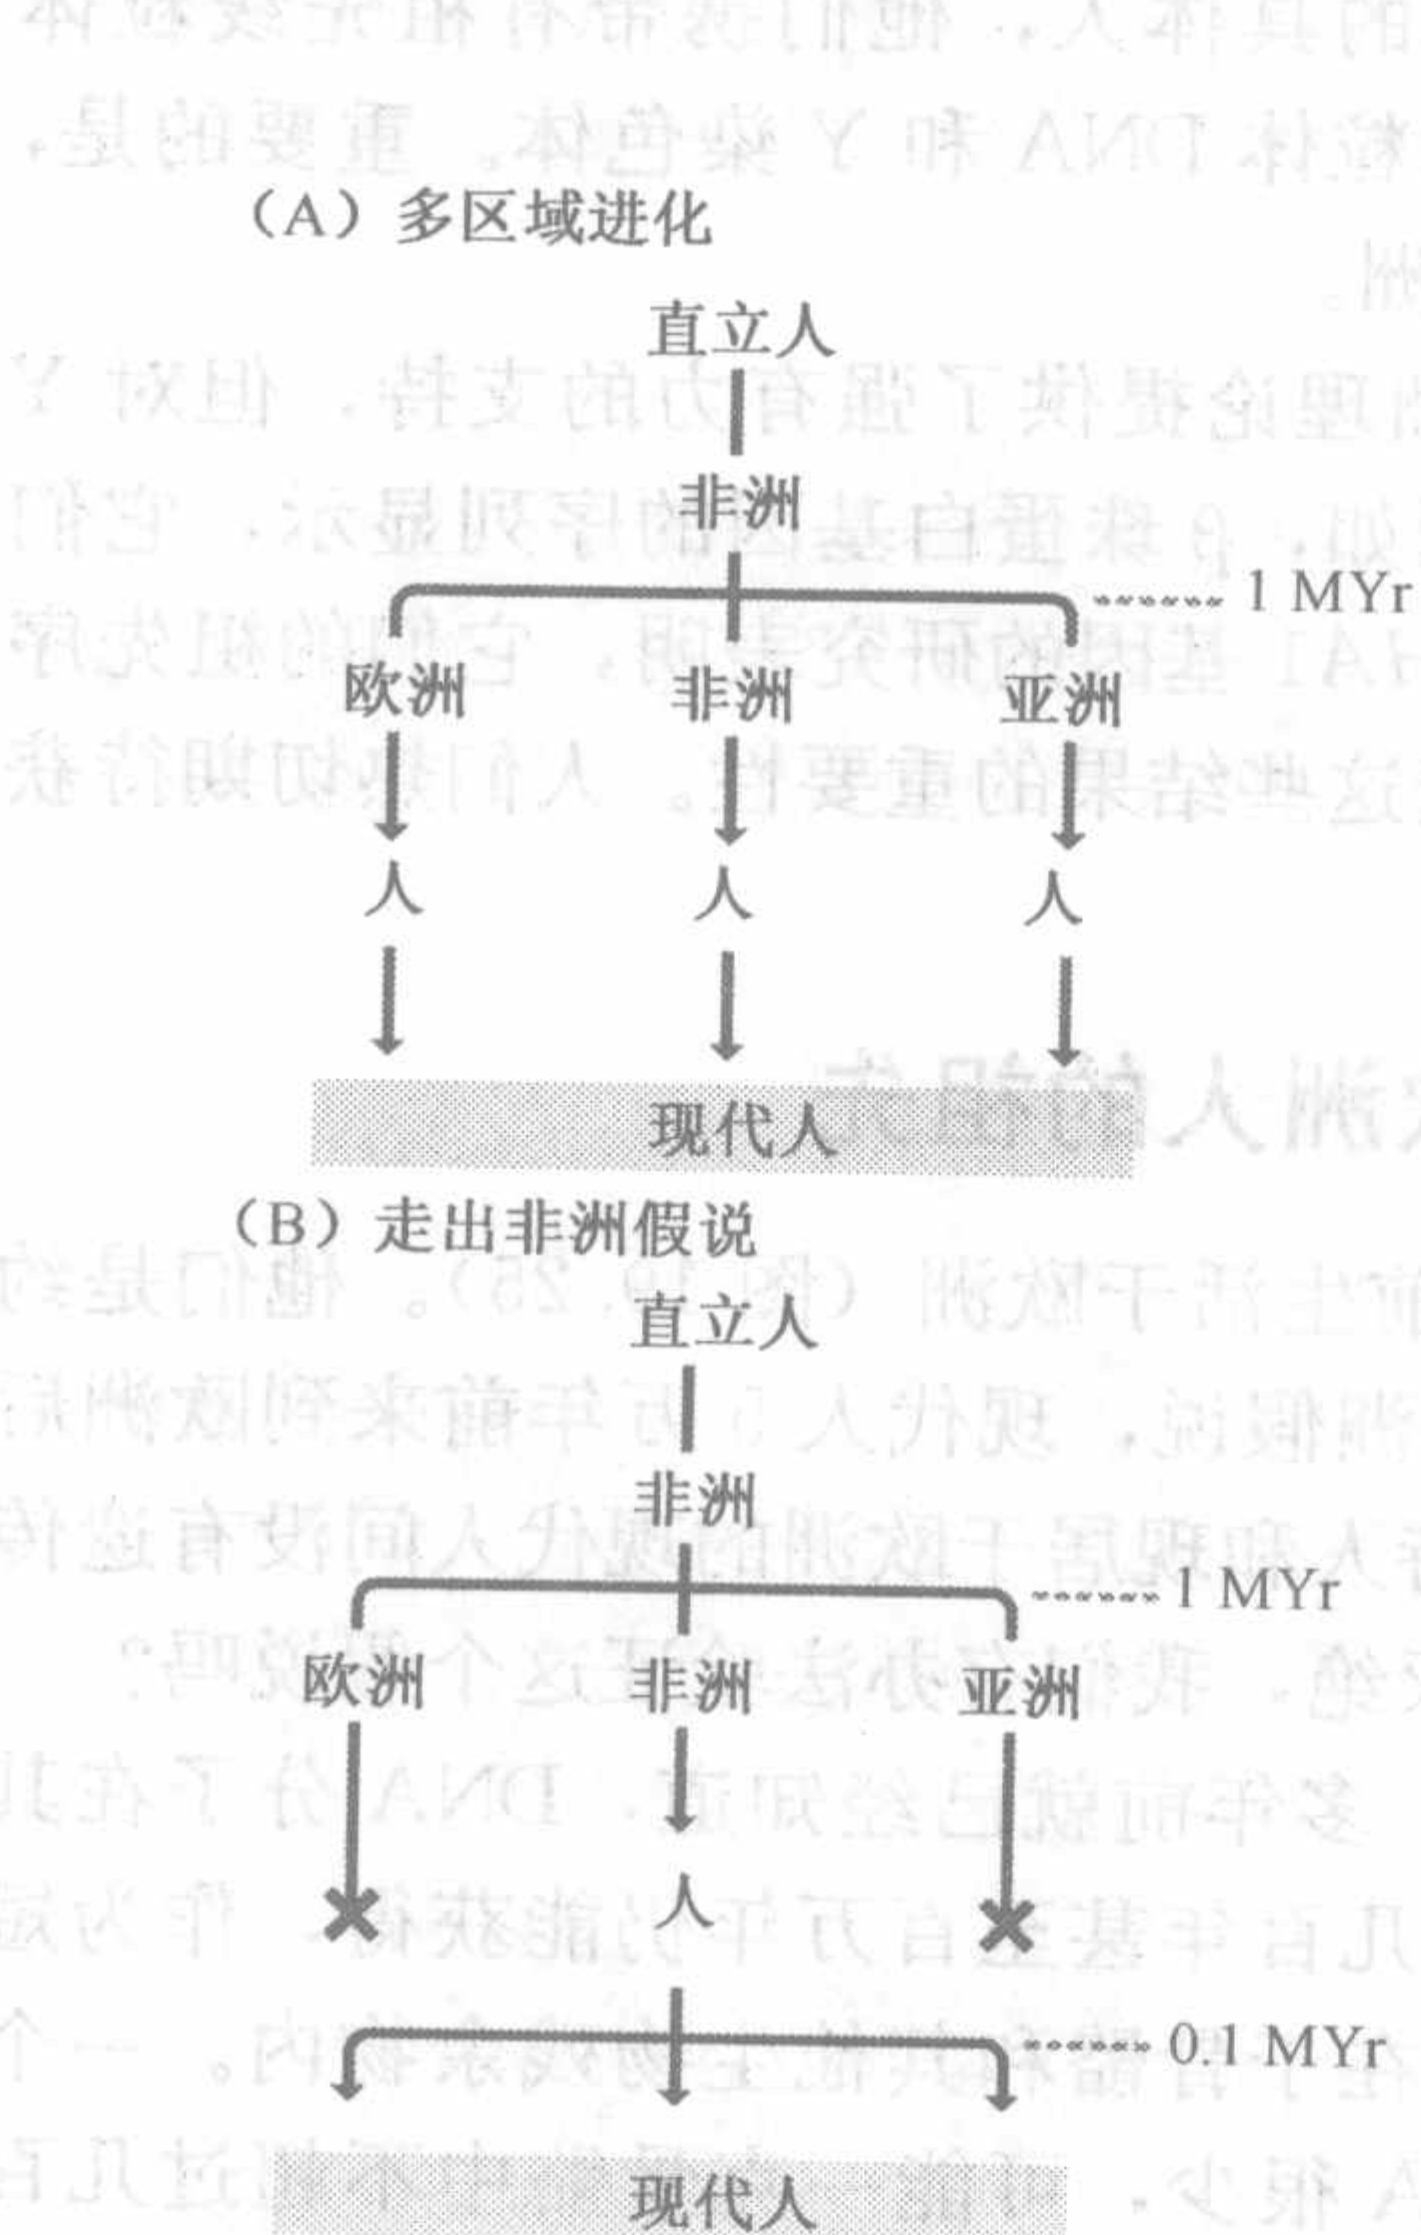 (A) 多区域进化
直立人
非洲
1 MYr
欧洲 非洲 亚洲
人 人 人
现代人
(B) 走出非洲假说
直立人
非洲
1 MYr
欧洲 非洲 亚洲
人
0.1 MYr
现代人